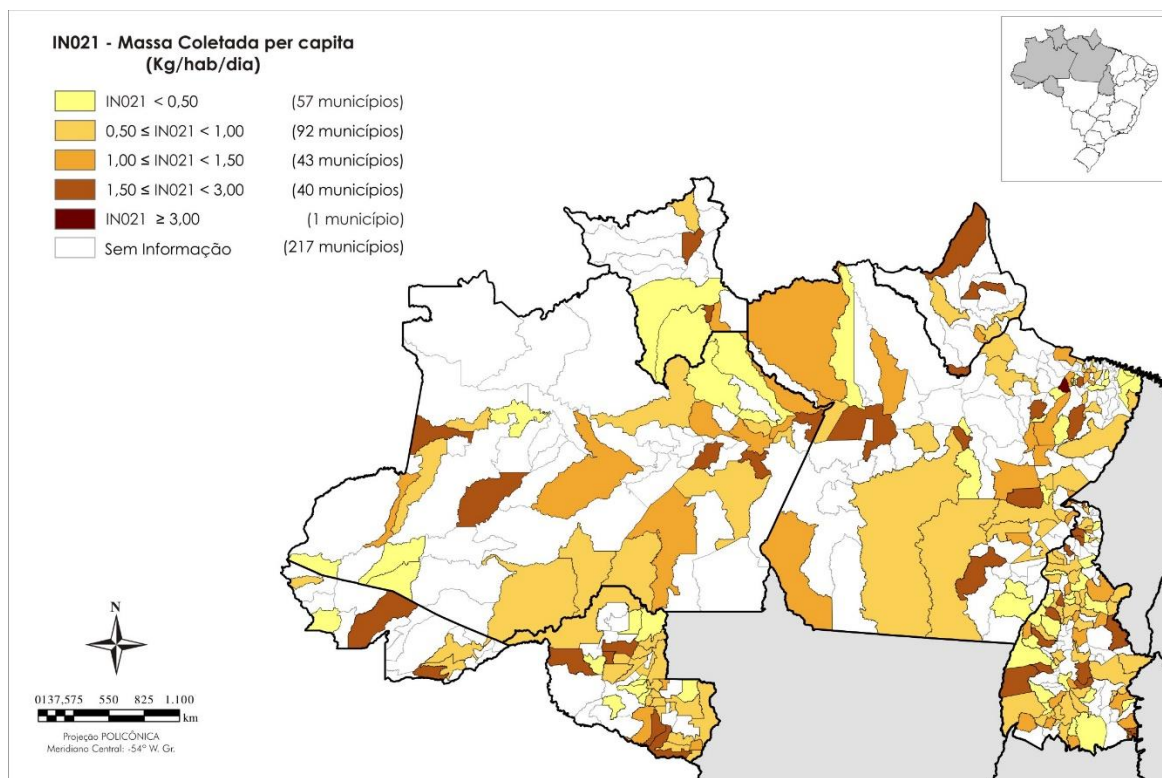 IN021 - Massa Coletada per capita
(Kg/hab/dia)
IN021 < 0,50 (57 municípios)
0,50 ≤ IN021 < 1,00 (92 municípios)
1,00 ≤ IN021 < 1,50 (43 municípios)
1,50 ≤ IN021 < 3,00 (40 municípios)
IN021 ≥ 3,00 (1 município)
Sem Informação (217 municípios)
N
0137,575 550 825 1.100
km
Projeção POLICÔNICA
Meridiano Central: -54º W. Gr.